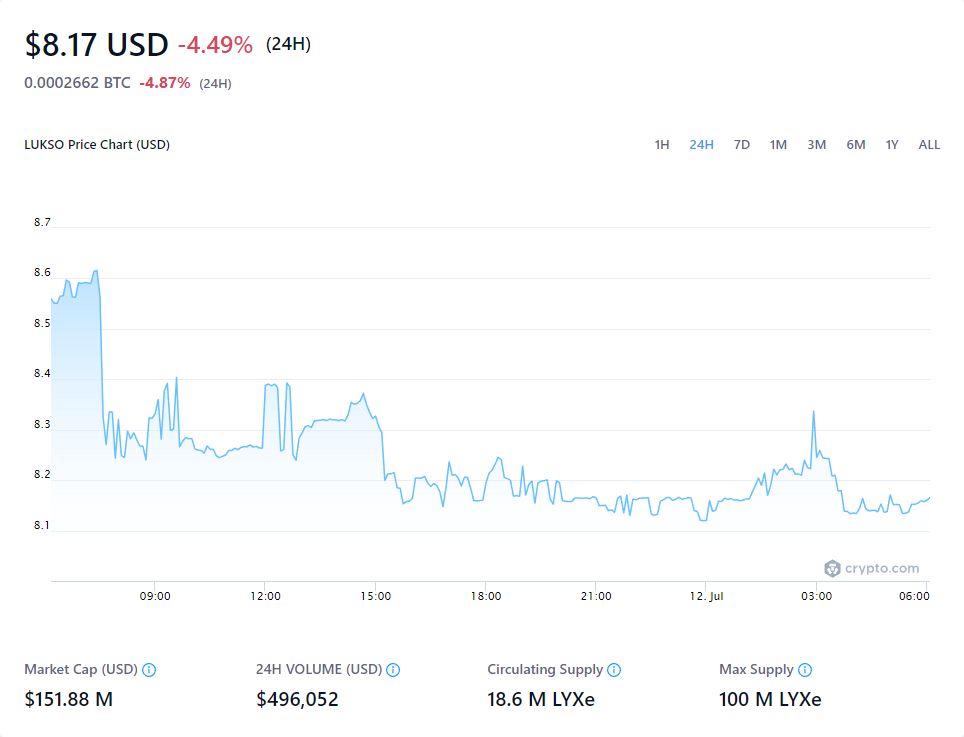 $8.17 USD -4.49% (24H)
0.0002662 BTC -4.87% (24H)
LUKSO Price Chart (USD) 1H 24H 7D 1M 3M 6M 1Y ALL
8.7
8.6
8.5
8.4
8.3
8.2
8.1
crypto.com
09:00 12:00 15:00 18:00 21:00 12. Jul 03:00 06:00
Market Cap (USD) 24H VOLUME (USD) Circulating Supply Max Supply
$151.88 M $496,052 18.6 M LYXe 100 M LYXe